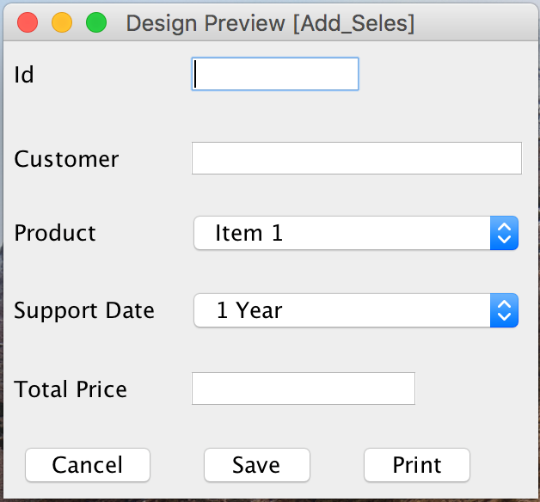 Design Preview [Add_Seles]
Id
Customer
Product Item 1
Support Date 1 Year
Total Price
Cancel Save Print